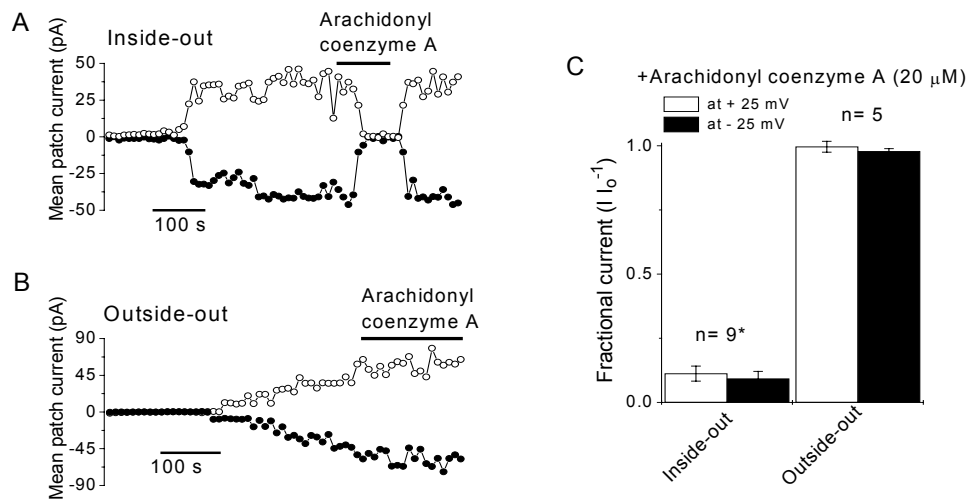 A
Inside-out
Arachidonyl
coenzyme A
Mean patch current (pA)
50
25
0
-25
-50
100 s
B
Outside-out
Arachidonyl
coenzyme A
Mean patch current (pA)
90
45
0
-45
-90
100 s
C
+Arachidonyl coenzyme A (20 μM)
at + 25 mV
at - 25 mV
n= 5
n= 9*
Fractional current (I I₀⁻¹)
1.0
0.5
0.0
Inside-out
Outside-out